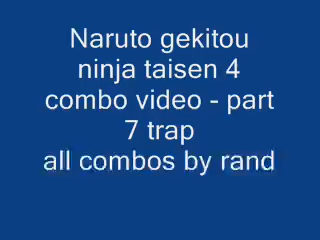 Naruto gekitou
ninja taisen 4
combo video - part
7 trap
all combos by rand